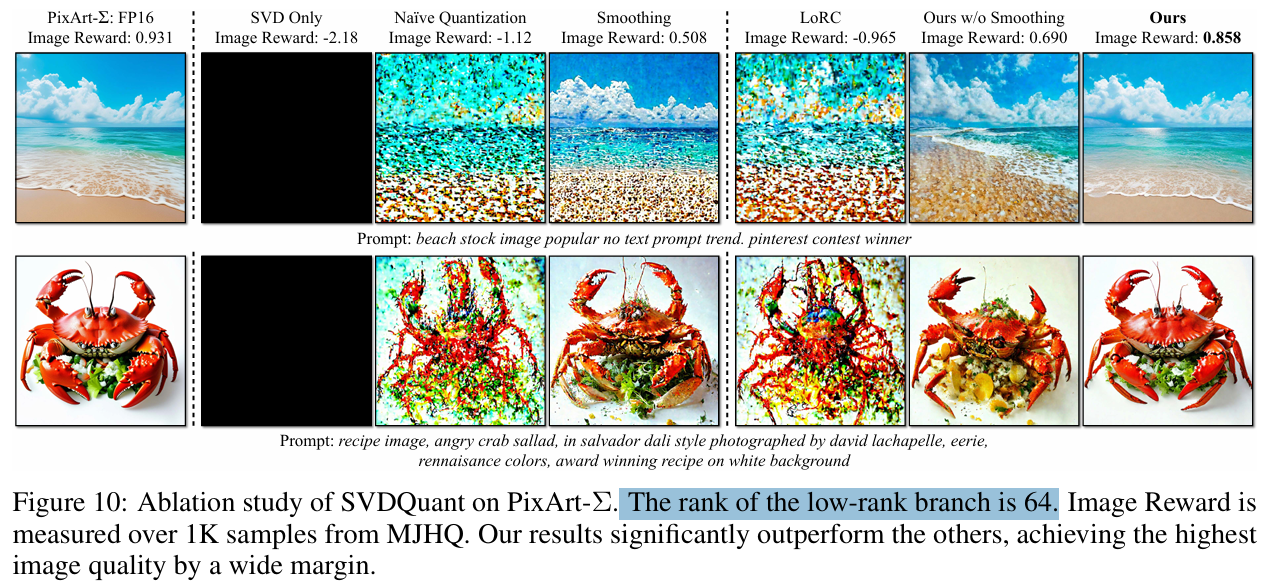 PixArt-Σ: FP16
Image Reward: 0.931
SVD Only
Image Reward: -2.18
Naïve Quantization
Image Reward: -1.12
Smoothing
Image Reward: 0.508
LoRC
Image Reward: -0.965
Ours w/o Smoothing
Image Reward: 0.690
Ours
Image Reward: 0.858
Prompt: beach stock image popular no text prompt trend. pinterest contest winner
Prompt: recipe image, angry crab sallad, in salvador dali style photographed by david lachapelle, eerie,
rennaisance colors, award winning recipe on white background
Figure 10: Ablation study of SVDQuant on PixArt-Σ. The rank of the low-rank branch is 64. Image Reward is
measured over 1K samples from MJHQ. Our results significantly outperform the others, achieving the highest
image quality by a wide margin.